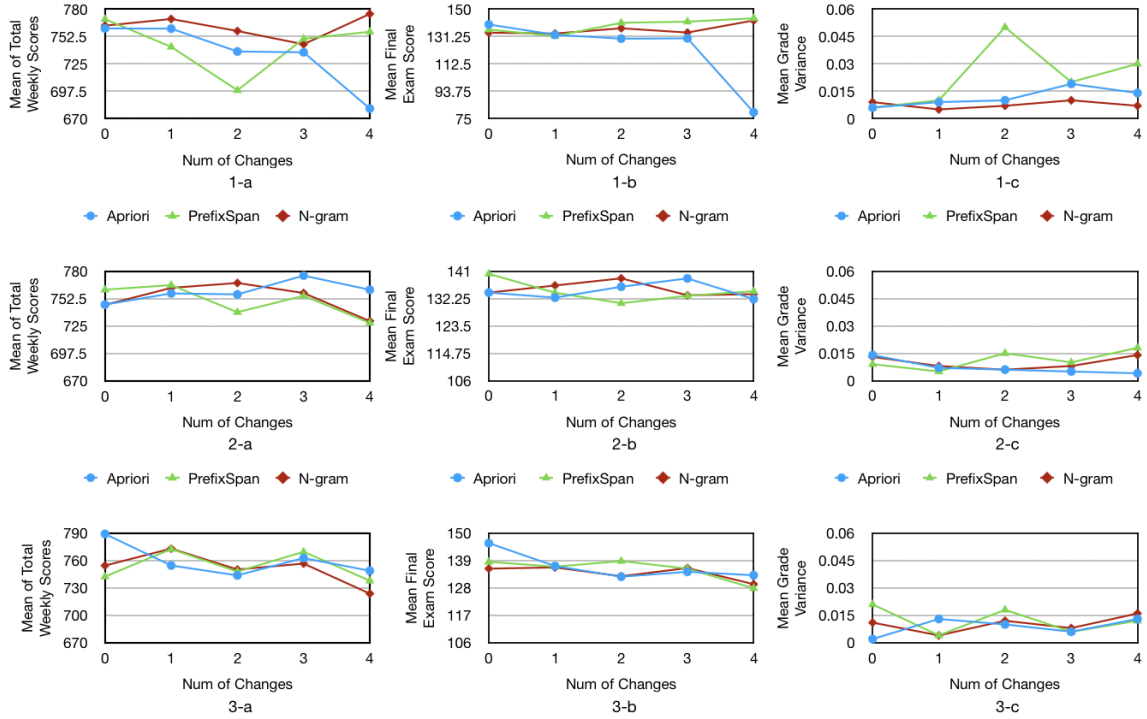 Mean of Total
Weekly Scores
780
752.5
725
697.5
670
0 1 2 3 4
Num of Changes
1-a
Mean Final
Exam Score
150
131.25
112.5
93.75
75
0 1 2 3 4
Num of Changes
1-b
Mean Grade
Variance
0.06
0.045
0.03
0.015
0
0 1 2 3 4
Num of Changes
1-c
Apriori PrefixSpan N-gram
Apriori PrefixSpan N-gram
Apriori PrefixSpan N-gram
Mean of Total
Weekly Scores
780
752.5
725
697.5
670
0 1 2 3 4
Num of Changes
2-a
Mean Final
Exam Score
141
132.25
123.5
114.75
106
0 1 2 3 4
Num of Changes
2-b
Mean Grade
Variance
0.06
0.045
0.03
0.015
0
0 1 2 3 4
Num of Changes
2-c
Apriori PrefixSpan N-gram
Apriori PrefixSpan N-gram
Apriori PrefixSpan N-gram
Mean of Total
Weekly Scores
790
760
730
700
670
0 1 2 3 4
Num of Changes
3-a
Mean Final
Exam Score
150
139
128
117
106
0 1 2 3 4
Num of Changes
3-b
Mean Grade
Variance
0.06
0.045
0.03
0.015
0
0 1 2 3 4
Num of Changes
3-c